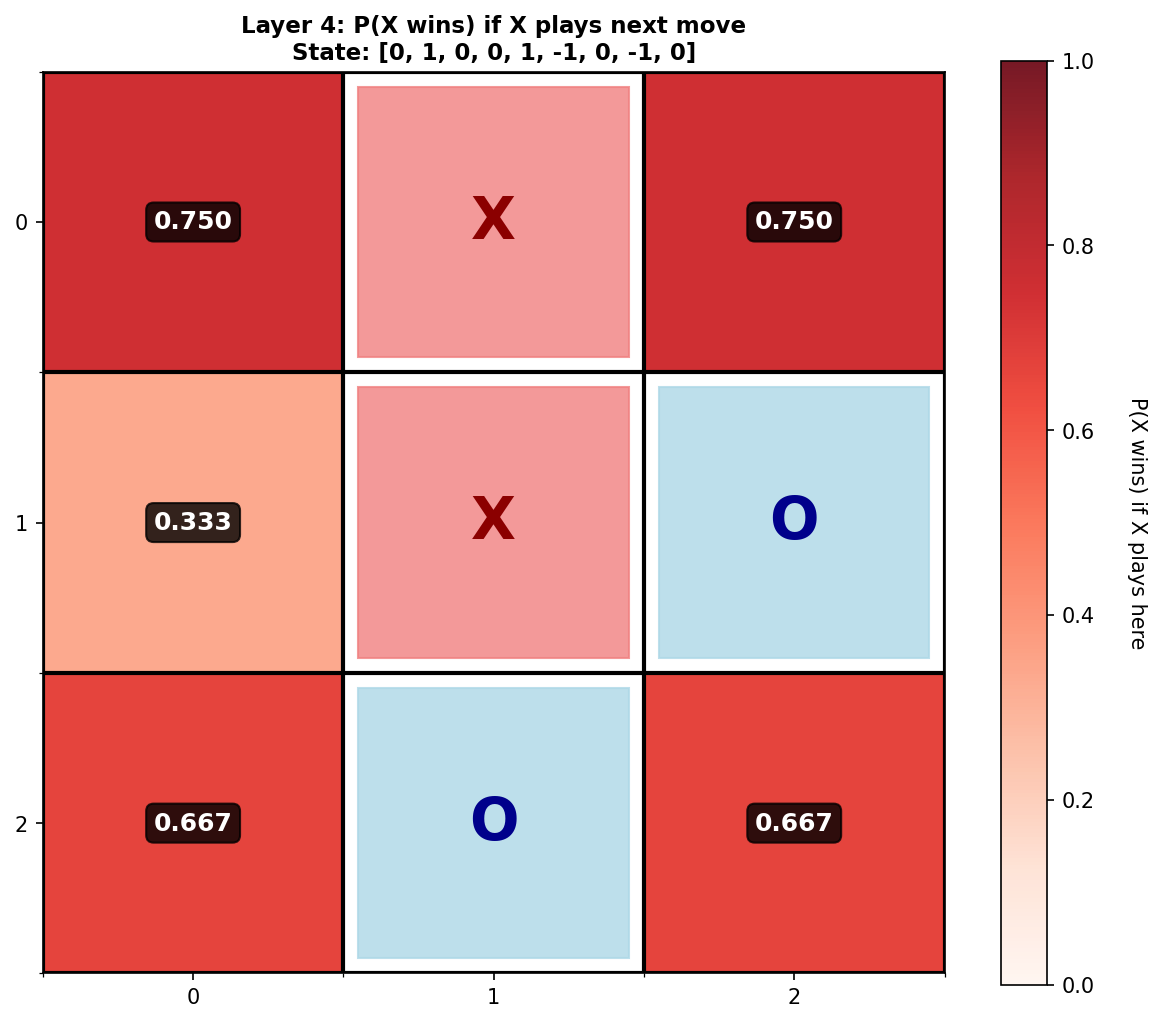 Layer 4: P(X wins) if X plays next move
State: [0, 1, 0, 0, 1, -1, 0, -1, 0]
0.750
X
0.750
0.333
X
O
0.667
O
0.667
0
1
2
0
1
2
1.0
0.8
0.6
0.4
0.2
0.0
P(X wins) if X plays here